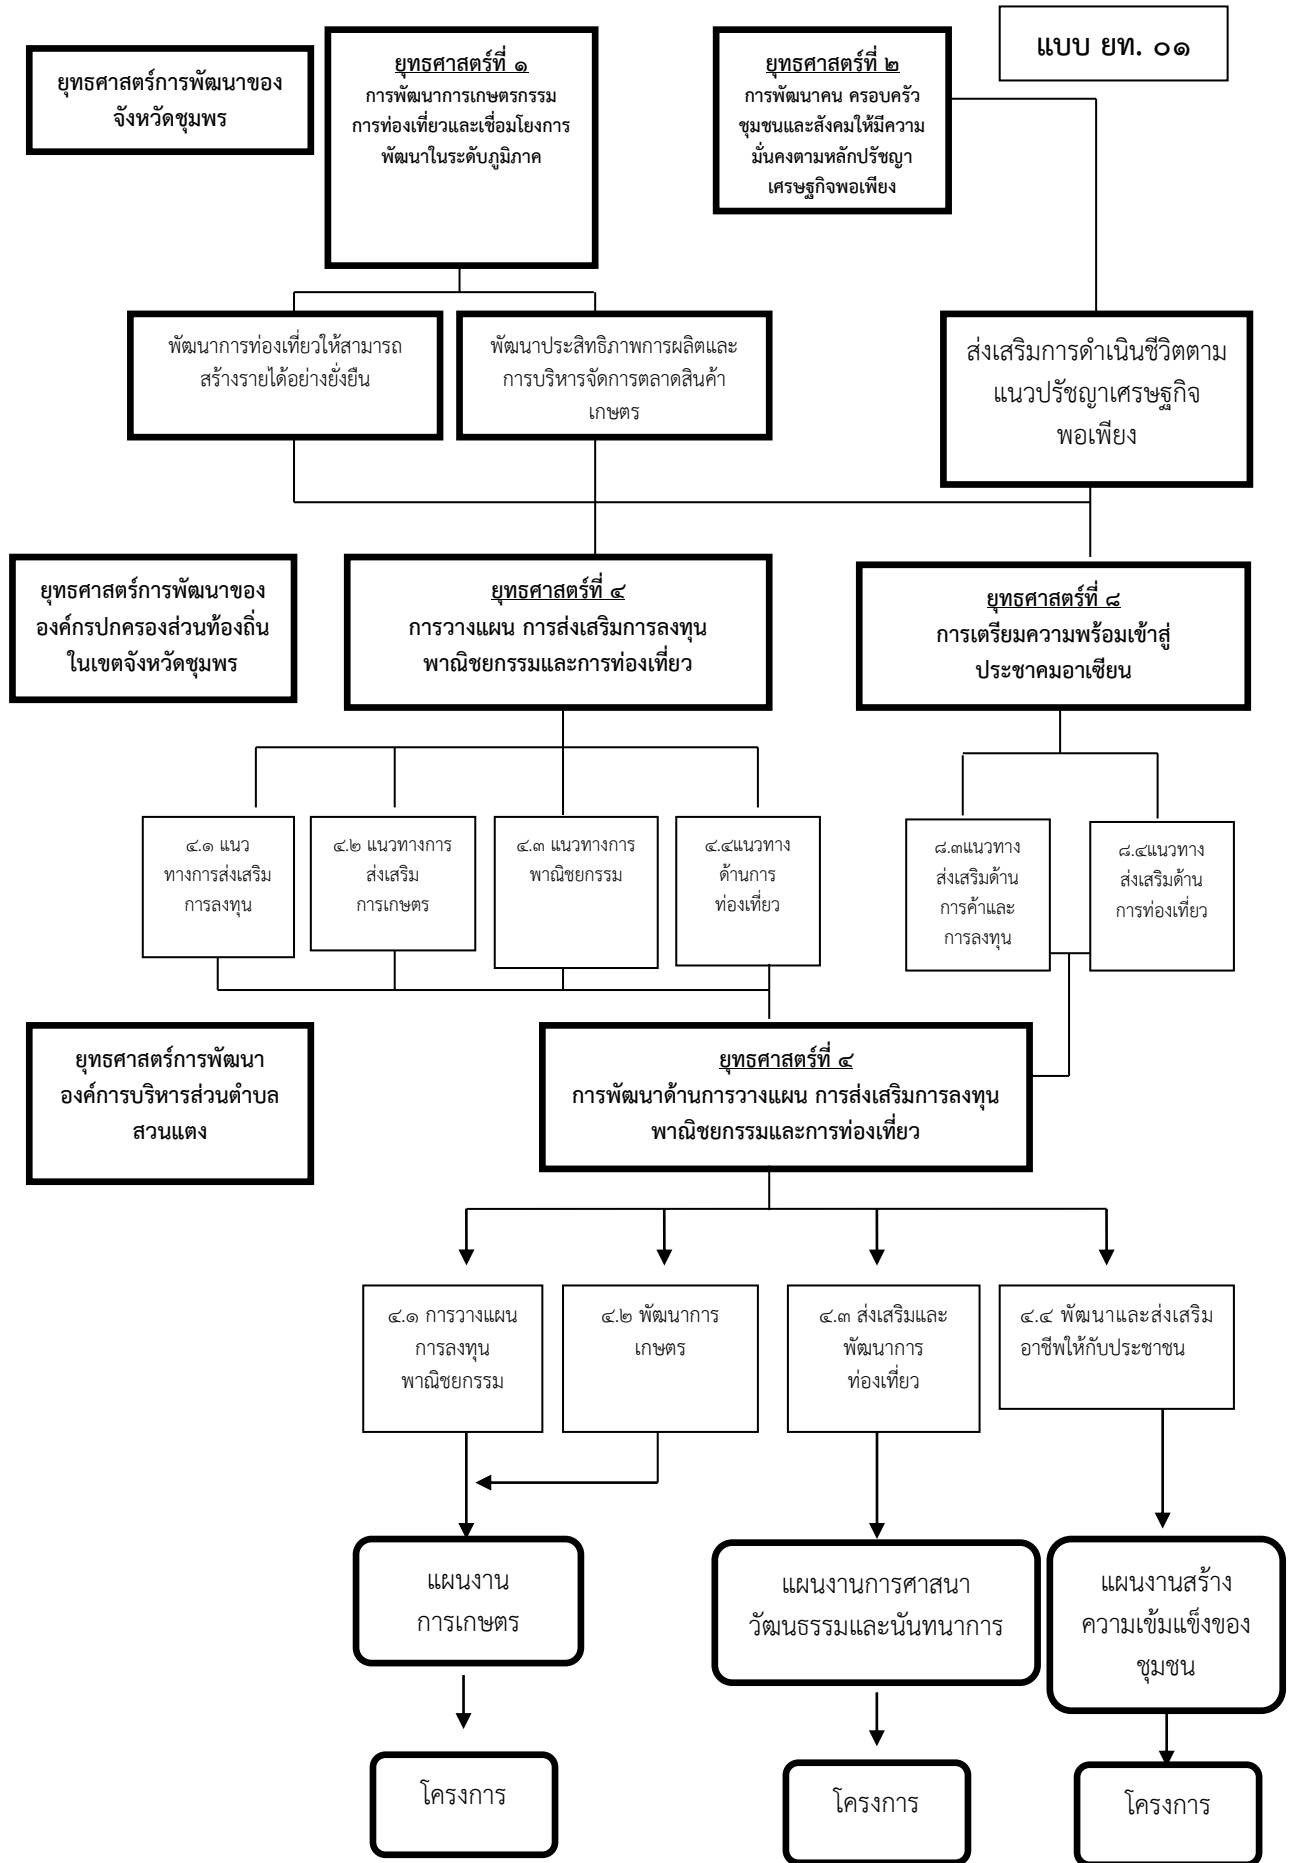 แบบ ยท. ๐๑
ยุทธศาสตร์การพัฒนาของ
จังหวัดชุมพร
ยุทธศาสตร์ที่ ๑
การพัฒนาการเกษตรกรรม
การท่องเที่ยวและเชื่อมโยงการ
พัฒนาในระดับภูมิภาค
ยุทธศาสตร์ที่ ๒
การพัฒนาคน ครอบครัว
ชุมชนและสังคมให้มีความ
มั่นคงตามหลักปรัชญา
เศรษฐกิจพอเพียง
พัฒนาการท่องเที่ยวให้สามารถ
สร้างรายได้อย่างยั่งยืน
พัฒนาประสิทธิภาพการผลิตและ
การบริหารจัดการตลาดสินค้า
เกษตร
ส่งเสริมการดำเนินชีวิตตาม
แนวปรัชญาเศรษฐกิจ
พอเพียง
ยุทธศาสตร์การพัฒนาของ
องค์กรปกครองส่วนท้องถิ่น
ในเขตจังหวัดชุมพร
ยุทธศาสตร์ที่ ๔
การวางแผน การส่งเสริมการลงทุน
พาณิชยกรรมและการท่องเที่ยว
ยุทธศาสตร์ที่ ๘
การเตรียมความพร้อมเข้าสู่
ประชาคมอาเซียน
๔.๑ แนว
ทางการส่งเสริม
การลงทุน
๔.๒ แนวทางการ
ส่งเสริม
การเกษตร
๔.๓ แนวทางการ
พาณิชยกรรม
๔.๔แนวทาง
ด้านการ
ท่องเที่ยว
๘.๓แนวทาง
ส่งเสริมด้าน
การค้าและ
การลงทุน
๘.๔แนวทาง
ส่งเสริมด้าน
การท่องเที่ยว
ยุทธศาสตร์การพัฒนา
องค์การบริหารส่วนตำบล
สวนแตง
ยุทธศาสตร์ที่ ๔
การพัฒนาด้านการวางแผน การส่งเสริมการลงทุน
พาณิชยกรรมและการท่องเที่ยว
๔.๑ การวางแผน
การลงทุน
พาณิชยกรรม
๔.๒ พัฒนาการ
เกษตร
๔.๓ ส่งเสริมและ
พัฒนาการ
ท่องเที่ยว
๔.๔ พัฒนาและส่งเสริม
อาชีพให้กับประชาชน
แผนงาน
การเกษตร
แผนงานการศาสนา
วัฒนธรรมและนันทนาการ
แผนงานสร้าง
ความเข้มแข็งของ
ชุมชน
โครงการ
โครงการ
โครงการ